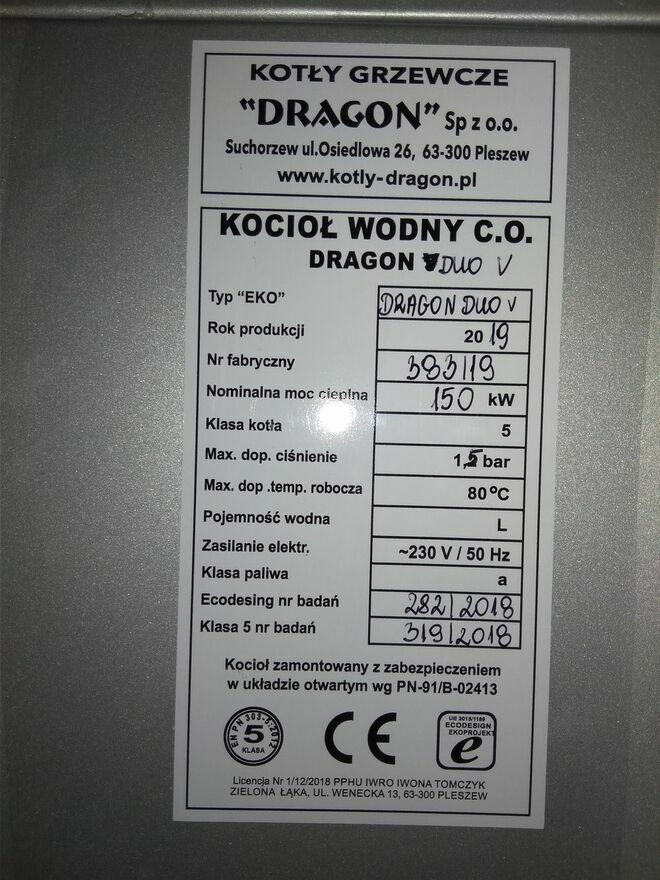 KOTŁY GRZEWCZE
"DRAGON" Sp z o.o.
Suchorzew ul.Osiedlowa 26, 63-300 Pleszew
www.kotly-dragon.pl
KOCIOŁ WODNY C.O.
DRAGON DUO V
Typ "EKO" DRAGON DUO V
Rok produkcji 2019
Nr fabryczny 383/19
Nominalna moc cieplna 150 kW
Klasa kotła 5
Max. dop. ciśnienie 1,5 bar
Max. dop .temp. robocza 80°C
Pojemność wodna L
Zasilanie elektr. ~230 V / 50 Hz
Klasa paliwa a
Ecodesing nr badań 282/2018
Klasa 5 nr badań 319/2018
Kocioł zamontowany z zabezpieczeniem
w układzie otwartym wg PN-91/B-02413
EN PN 303-5:2012
5
KLASA
CE
UE 2015/1189
ECODESIGN
EKOPROJEKT
e
Licencja Nr 1/12/2018 PPHU IWRO IWONA TOMCZYK
ZIELONA ŁĄKA, UL. WENECKA 13, 63-300 PLESZEW